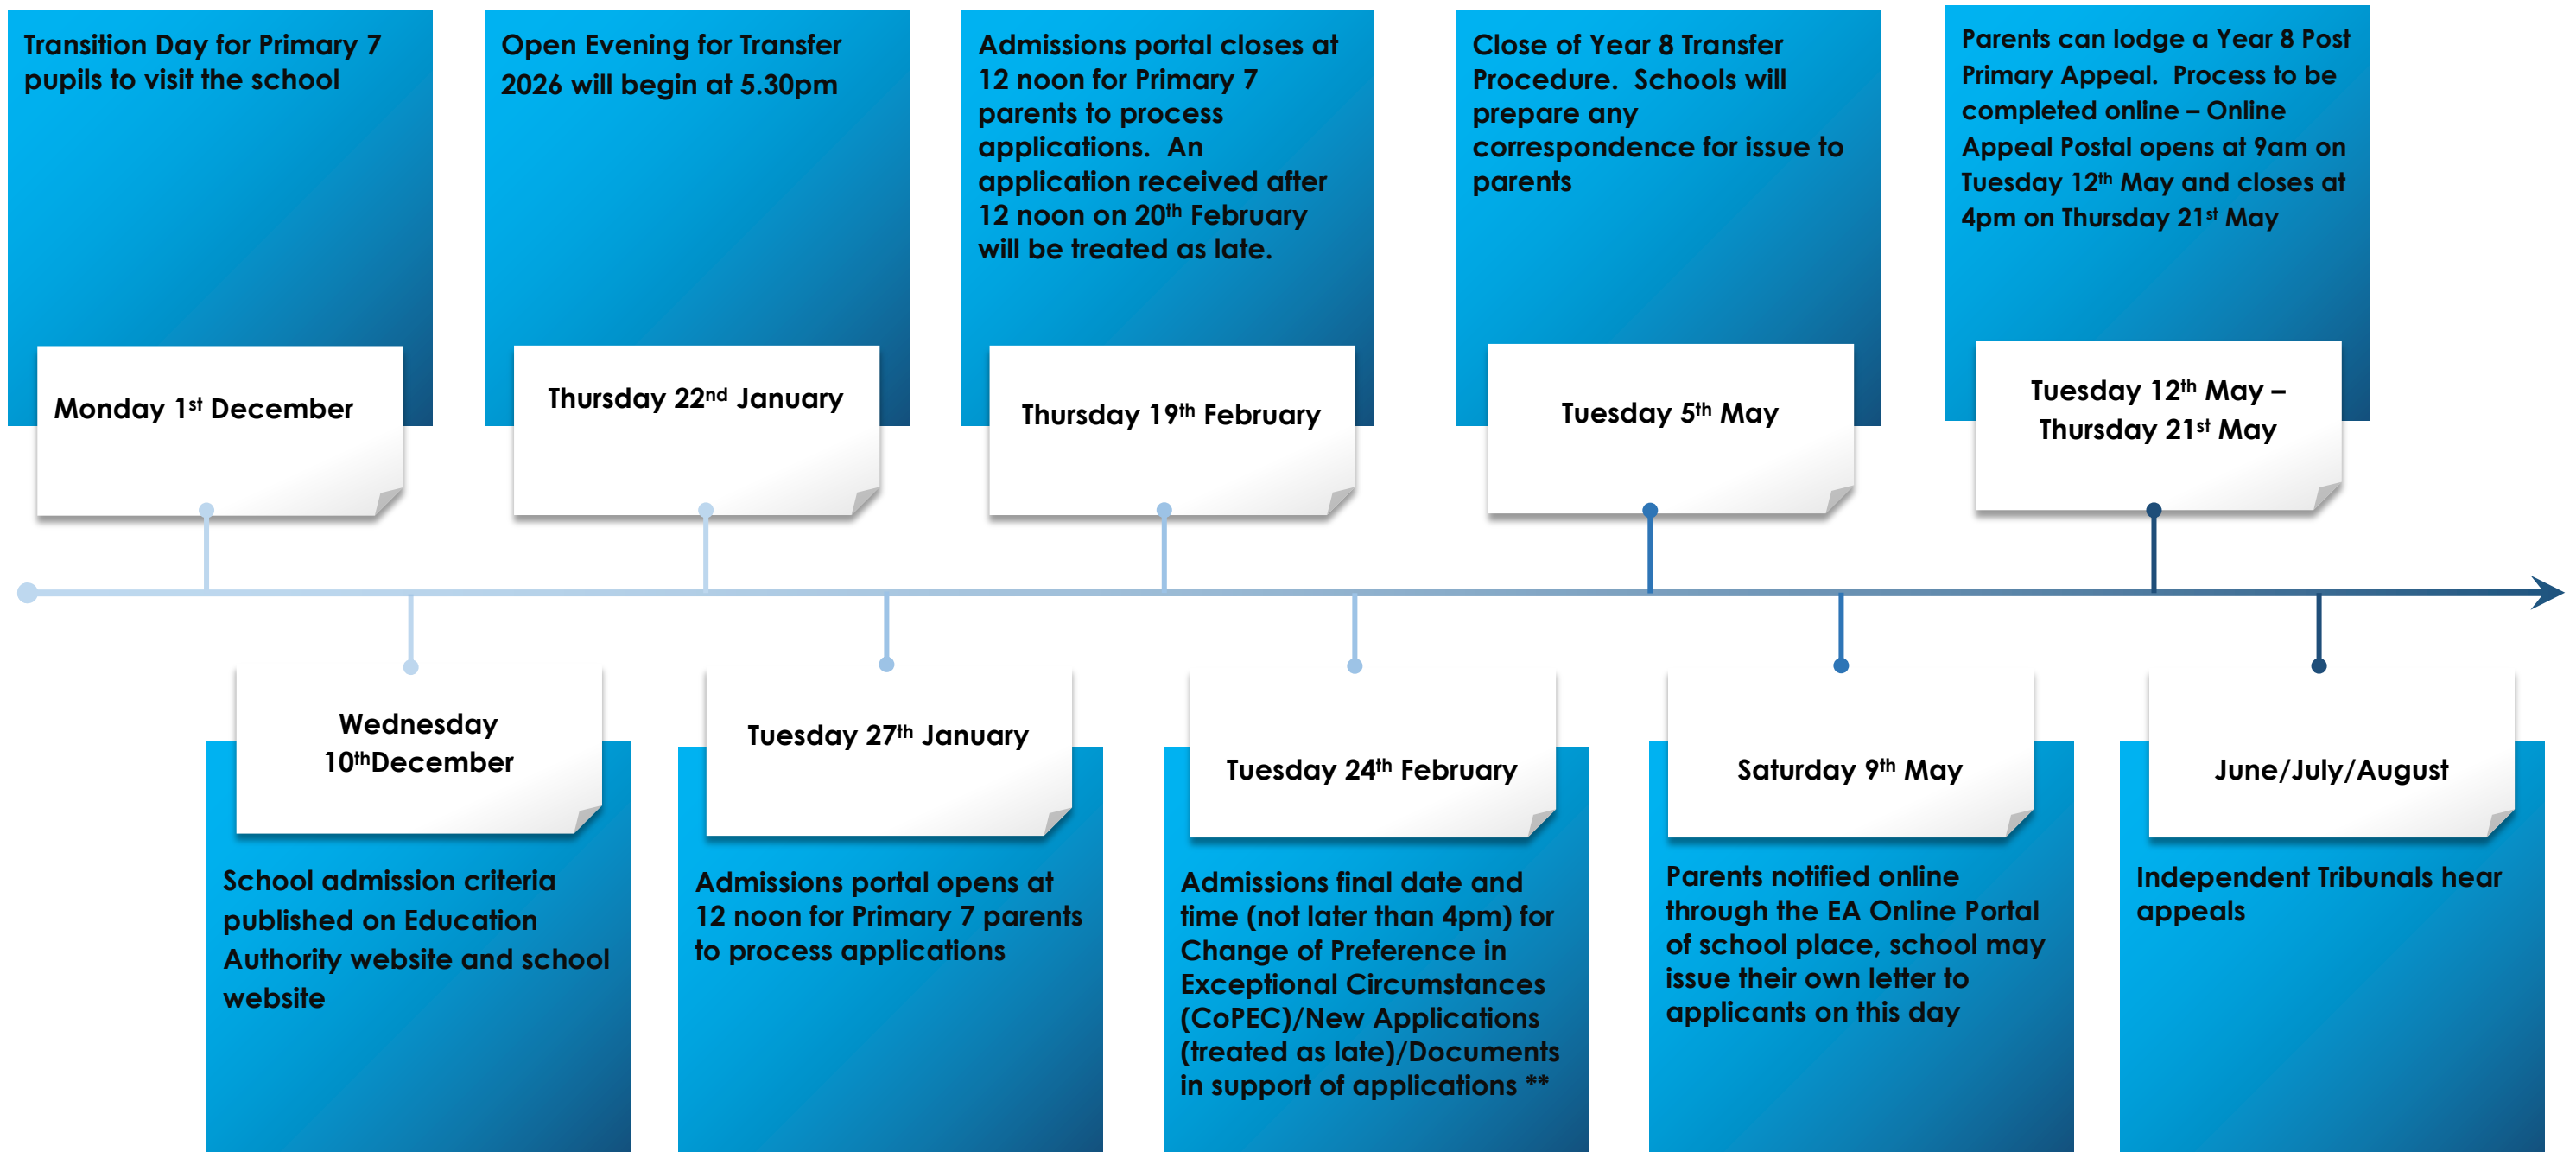 Transition Day for Primary 7
pupils to visit the school
Monday 1st December
Wednesday
10thDecember
School admission criteria
published on Education
Authority website and school
website
Open Evening for Transfer
2026 will begin at 5.30pm
Thursday 22nd January
Tuesday 27th January
Admissions portal opens at
12 noon for Primary 7 parents
to process applications
Admissions portal closes at
12 noon for Primary 7
parents to process
applications.  An
application received after
12 noon on 20th February
will be treated as late.
Thursday 19th February
Tuesday 24th February
Admissions final date and
time (not later than 4pm) for
Change of Preference in
Exceptional Circumstances
(CoPEC)/New Applications
(treated as late)/Documents
in support of applications **
Close of Year 8 Transfer
Procedure.  Schools will
prepare any
correspondence for issue to
parents
Tuesday 5th May
Saturday 9th May
Parents notified online
through the EA Online Portal
of school place, school may
issue their own letter to
applicants on this day
Parents can lodge a Year 8 Post
Primary Appeal.  Process to be
completed online – Online
Appeal Postal opens at 9am on
Tuesday 12th May and closes at
4pm on Thursday 21st May
Tuesday 12th May –
Thursday 21st May
June/July/August
Independent Tribunals hear
appeals